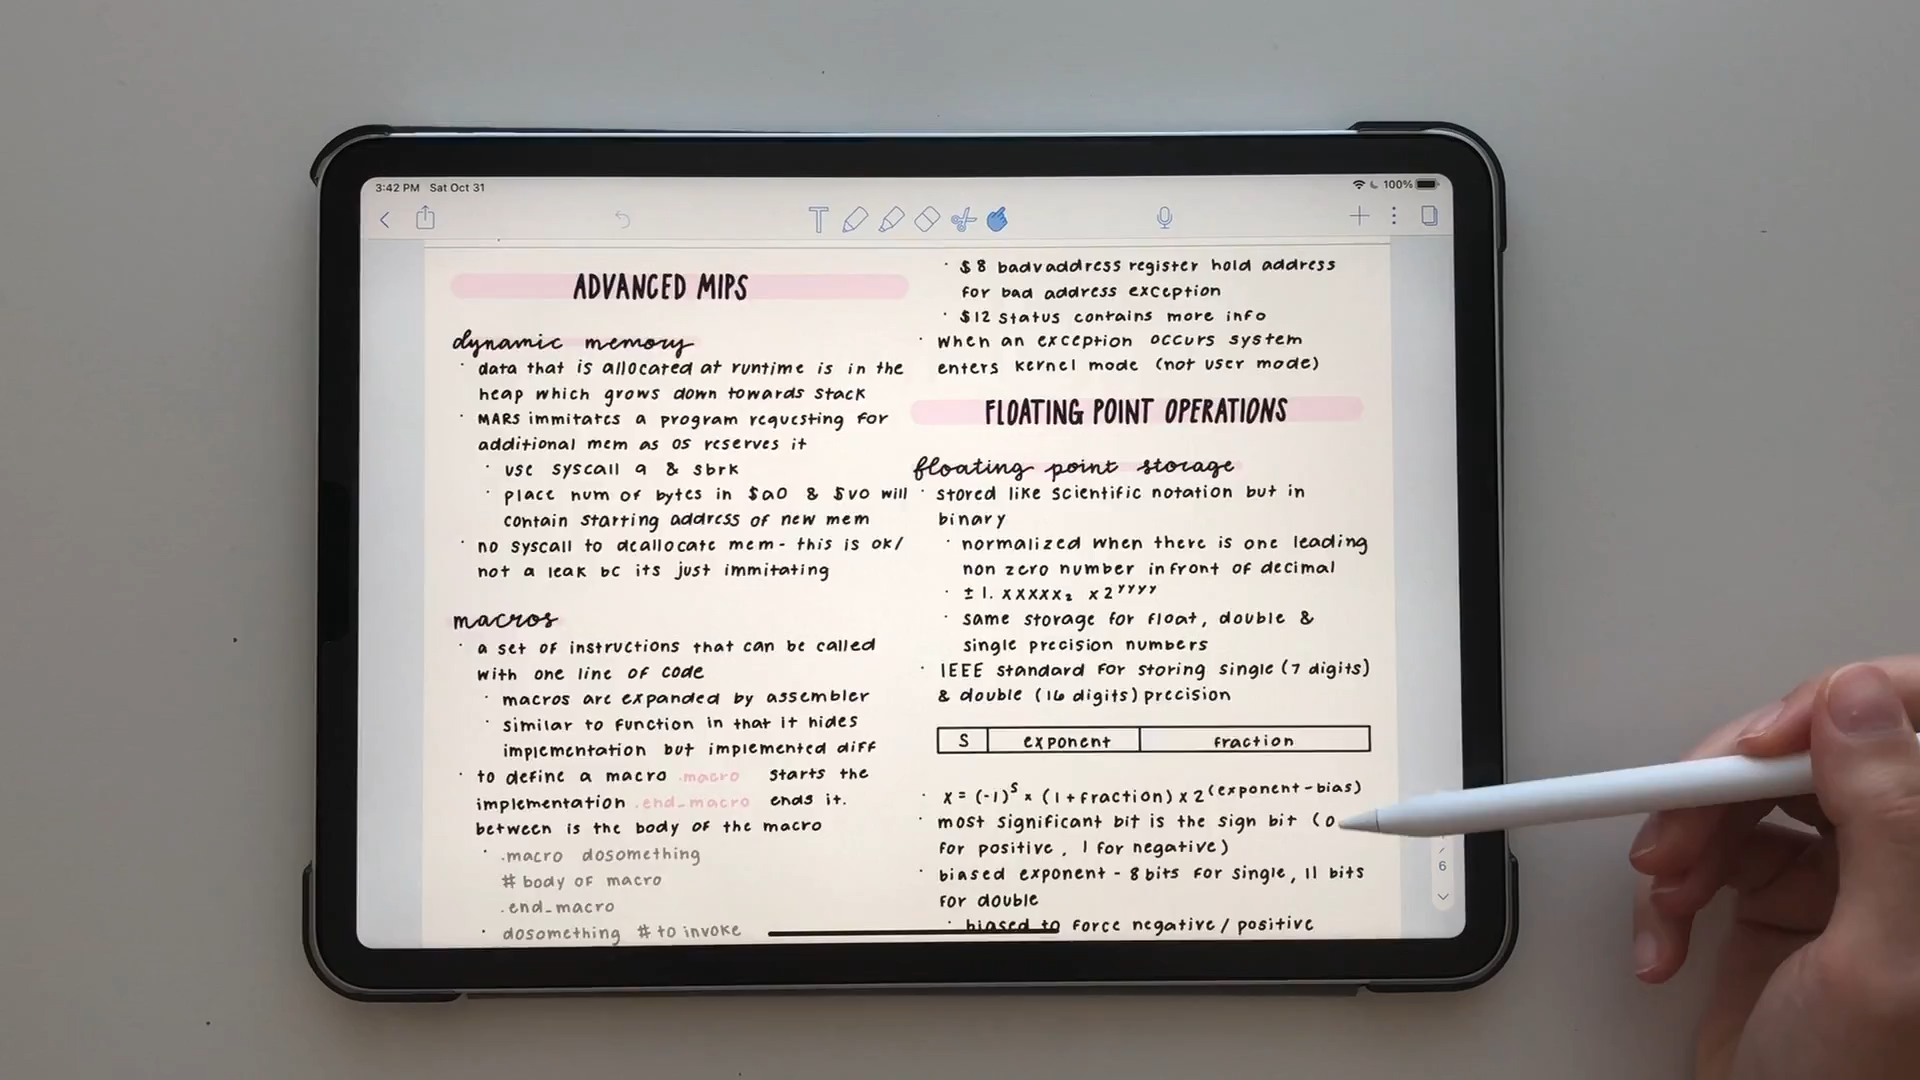 3:42 PM Sat Oct 31
100%
ADVANCED MIPS
dynamic memory
· data that is allocated at runtime is in the
heap which grows down towards stack
· MARS immitates a program requesting for
additional mem as OS reserves it
· use syscall 9 & sbrk
· place num of bytes in $a0 & $v0 will
contain starting address of new mem
· no syscall to deallocate mem - this is ok/
not a leak bc its just immitating
macros
· a set of instructions that can be called
with one line of code
· macros are expanded by assembler
· similar to function in that it hides
implementation but implemented diff
· to define a macro .macro starts the
implementation .end_macro ends it.
between is the body of the macro
· .macro dosomething
# body of macro
.end_macro
· dosomething # to invoke
· $8 badvaddress register hold address
for bad address exception
· $12 status contains more info
· when an exception occurs system
enters kernel mode (not user mode)
FLOATING POINT OPERATIONS
floating point storage
· stored like scientific notation but in
binary
· normalized when there is one leading
non zero number infront of decimal
· ± 1. xxxxx₂ x 2ʸʸʸʸ
· same storage for float, double &
single precision numbers
· IEEE standard for storing single (7 digits)
& double (16 digits) precision
S exponent fraction
· x = (-1)ˢ × (1 + fraction) x 2^(exponent - bias)
· most significant bit is the sign bit (0
for positive, 1 for negative)
· biased exponent - 8 bits for single, 11 bits
for double
· biased to force negative / positive
6